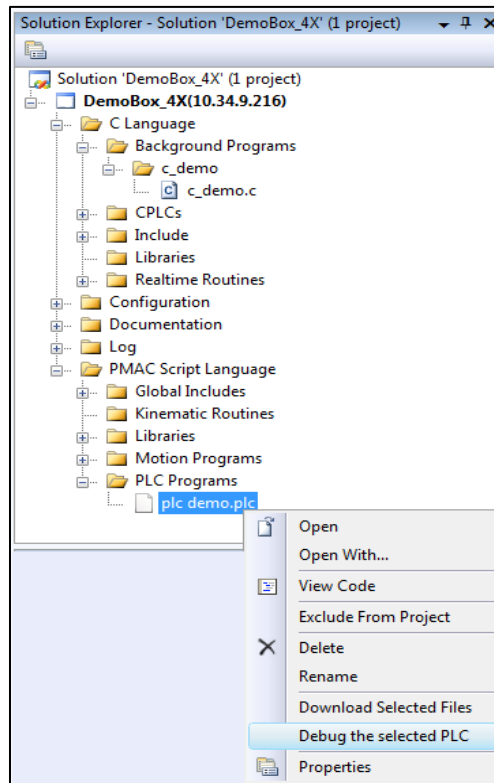 Solution Explorer - Solution 'DemoBox_4X' (1 project)
Solution 'DemoBox_4X' (1 project)
DemoBox_4X(10.34.9.216)
C Language
Background Programs
c_demo
c_demo.c
CPLCs
Include
Libraries
Realtime Routines
Configuration
Documentation
Log
PMAC Script Language
Global Includes
Kinematic Routines
Libraries
Motion Programs
PLC Programs
plc demo.plc
Open
Open With...
View Code
Exclude From Project
Delete
Rename
Download Selected Files
Debug the selected PLC
Properties